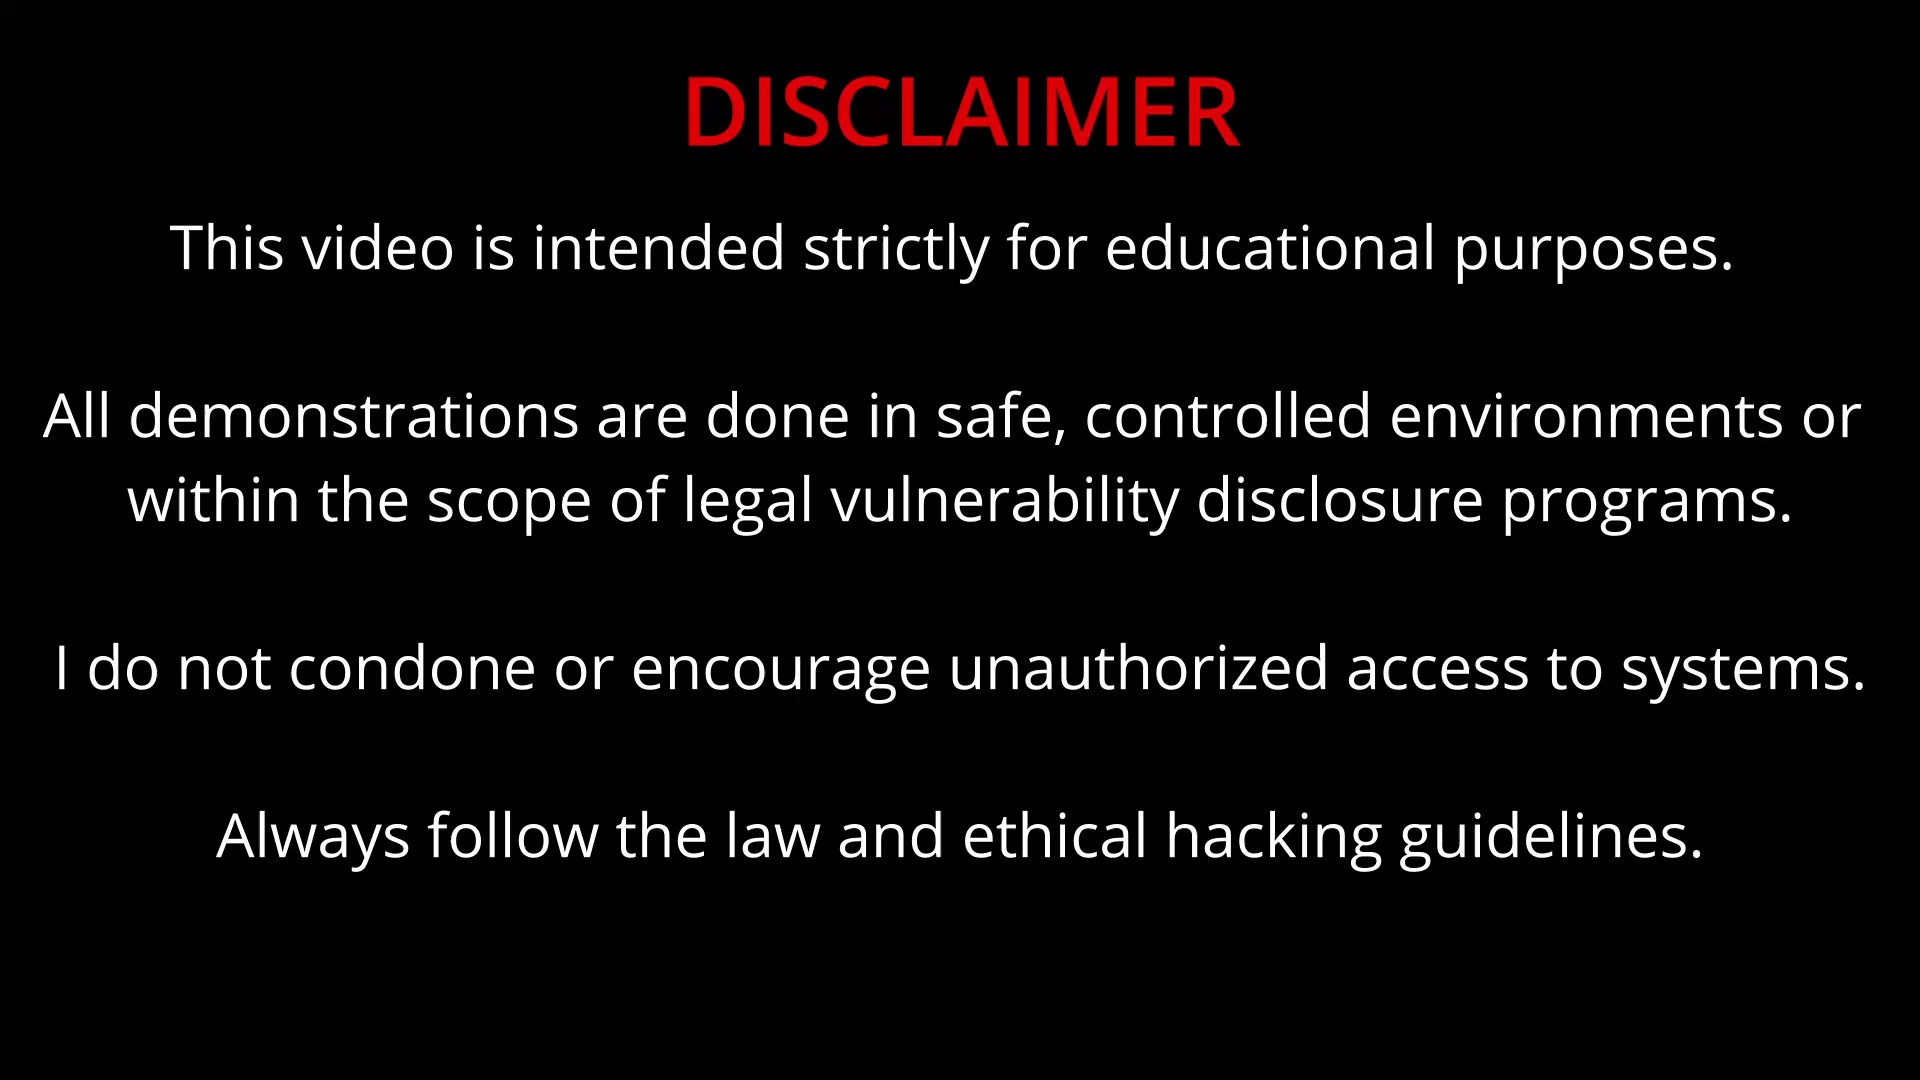 DISCLAIMER
This video is intended strictly for educational purposes.
All demonstrations are done in safe, controlled environments or
within the scope of legal vulnerability disclosure programs.
I do not condone or encourage unauthorized access to systems.
Always follow the law and ethical hacking guidelines.